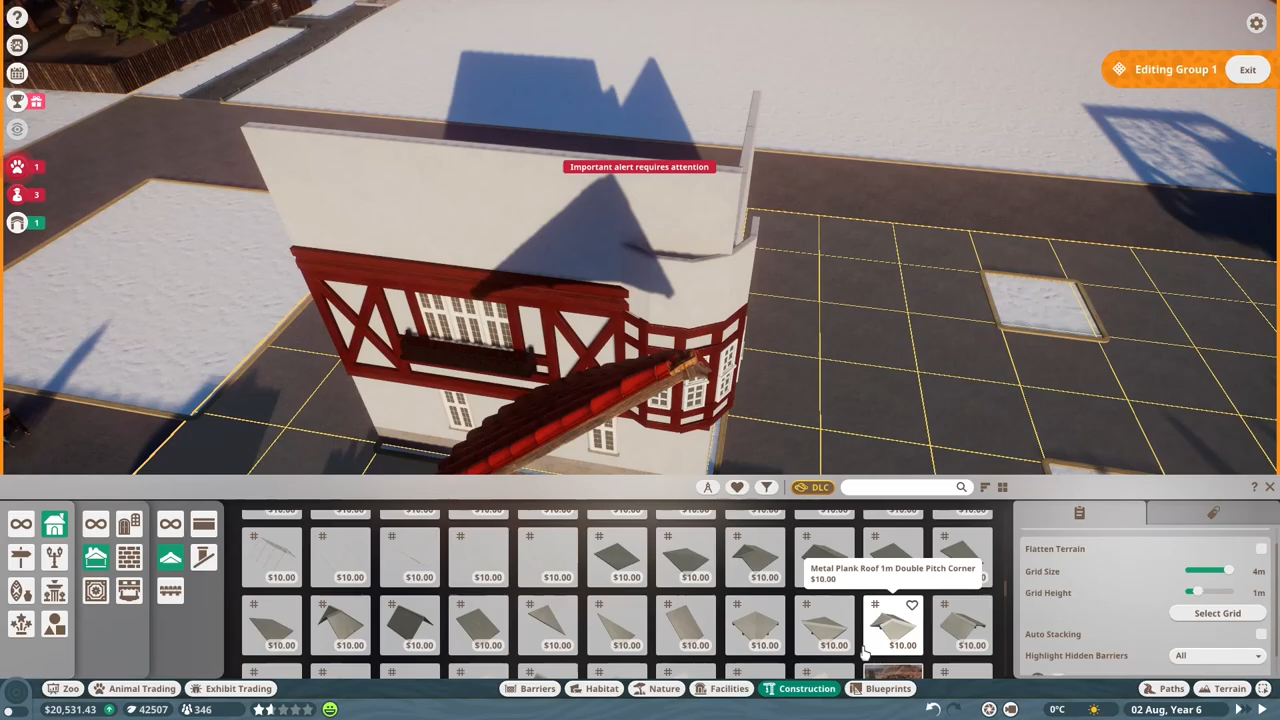 Editing Group 1
Exit
Important alert requires attention
1
3
1
DLC
$10.00 $10.00 $10.00 $10.00 $10.00 $10.00 $10.00 $10.00 $10.00
Metal Plank Roof 1m Double Pitch Corner
$10.00
$10.00 $10.00 $10.00 $10.00 $10.00 $10.00 $10.00 $10.00 $10.00 $10.00 $10.00
Flatten Terrain
Grid Size 4m
Grid Height 1m
Select Grid
Auto Stacking
Highlight Hidden Barriers All
Zoo Animal Trading Exhibit Trading Barriers Habitat Nature Facilities Construction Blueprints Paths Terrain
$20,531.43 42507 346 0°C 02 Aug, Year 6